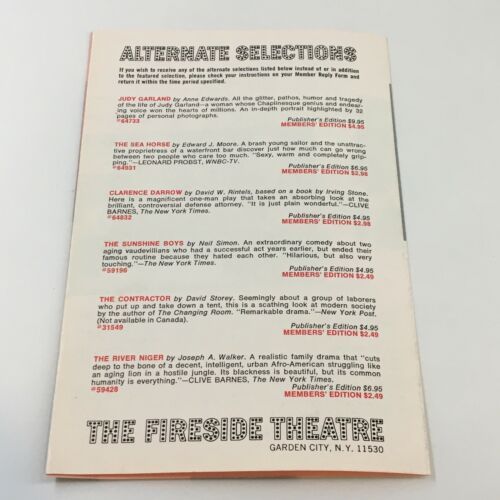 ALTERNATE SELECTIONS
If you wish to receive any of the alternate selections listed below instead of or in addition
to the featured selection, please check your instructions on your Member Reply Form and
return it within the time period specified.
JUDY GARLAND by Anne Edwards. All the glitter, pathos, humor and tragedy
of the life of Judy Garland—a woman whose Chaplinesque genius and endear-
ing voice won the hearts of millions. An in-depth portrait highlighted by 32
pages of personal photographs.
Publisher's Edition $9.95
#64733
MEMBERS' EDITION $4.95
THE SEA HORSE by Edward J. Moore. A brash young sailor and the unattrac-
tive proprietress of a waterfront bar discover just how much can go wrong
between two people who care too much. "Sexy, warm and completely grip-
ping."—LEONARD PROBST, WNBC-TV.
Publisher's Edition $6.95
#64931
MEMBERS' EDITION $2.98
CLARENCE DARROW by David W. Rintels, based on a book by Irving Stone.
Here is a magnificent one-man play that takes an absorbing look at the
brilliant, controversial defense attorney. "It is just plain wonderful."—CLIVE
BARNES, The New York Times.
Publisher's Edition $4.95
#64832
MEMBERS' EDITION $2.98
THE SUNSHINE BOYS by Neil Simon. An extraordinary comedy about two
aging vaudevillians who had a successful act years earlier, but ended their
famous routine because they hated each other. "Hilarious, but also very
touching."—The New York Times.
Publisher's Edition $4.95
#59196
MEMBERS' EDITION $2.49
THE CONTRACTOR by David Storey. Seemingly about a group of laborers
who put up and take down a tent, this is a scathing look at modern society
by the author of The Changing Room. "Remarkable drama."—New York Post.
(Not available in Canada).
Publisher's Edition $4.95
#31549
MEMBERS' EDITION $2.49
THE RIVER NIGER by Joseph A. Walker. A realistic family drama that "cuts
deep to the bone of a decent, intelligent, urban Afro-American struggling like
an aging lion in a hostile jungle. Its blackness is beautiful, but its common
humanity is everything."—CLIVE BARNES, The New York Times.
Publisher's Edition $6.95
#59428
MEMBERS' EDITION $2.49
THE FIRESIDE THEATRE
GARDEN CITY, N.Y. 11530